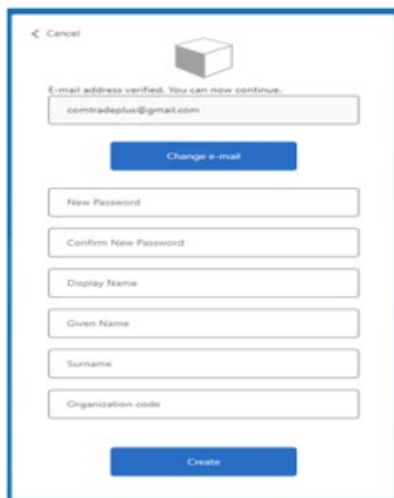 Cancel
E-mail address verified. You can now continue.
comtradeplus@gmail.com
Change e-mail
New Password
Confirm New Password
Display Name
Given Name
Surname
Organization code
Create